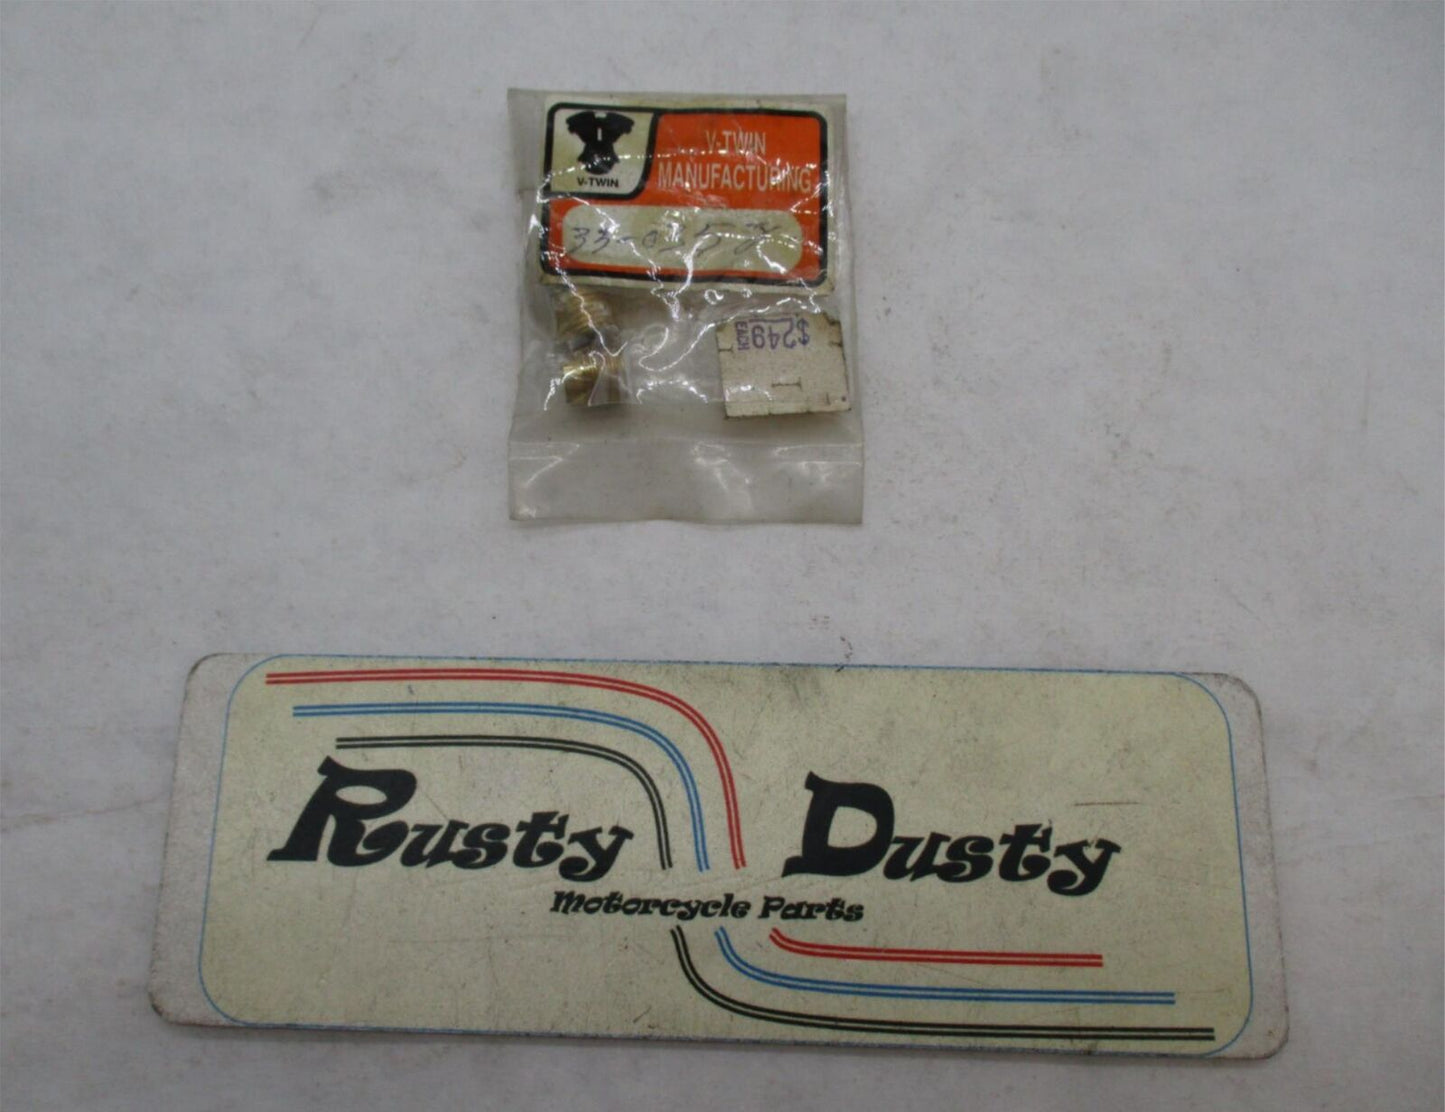 V-TWIN
V-TWIN
MANUFACTURING
$249
EACH
Rusty Dusty
Motorcycle Parts